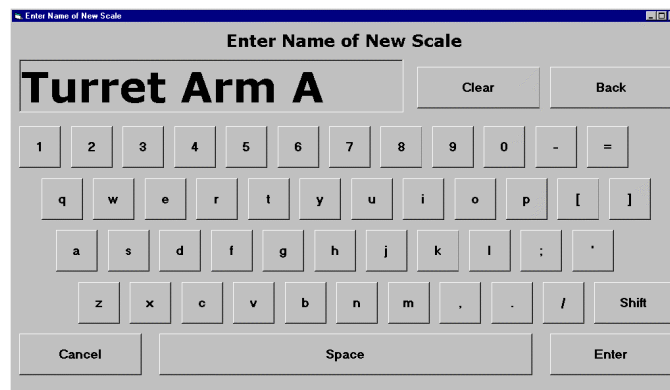 Enter Name of New Scale
Enter Name of New Scale
Turret Arm A Clear Back
1 2 3 4 5 6 7 8 9 0 - =
q w e r t y u i o p [ ]
a s d f g h j k l ; '
z x c v b n m , . / Shift
Cancel Space Enter